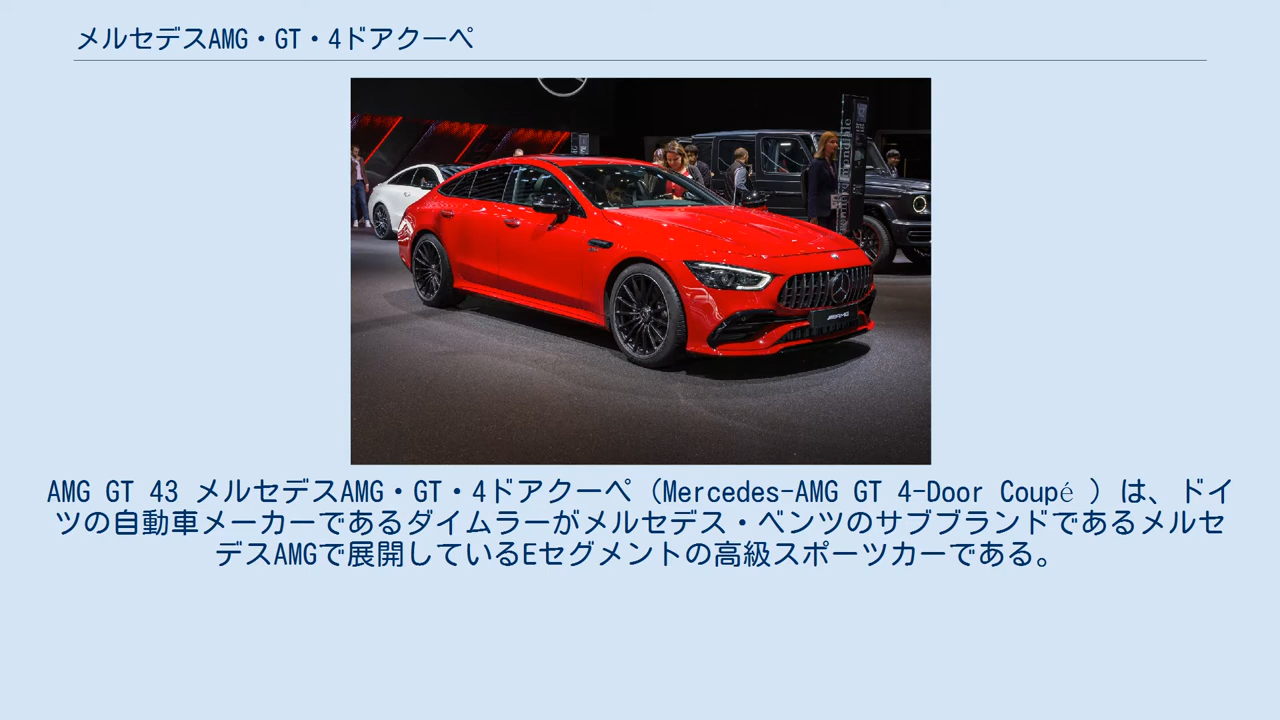 メルセデスAMG・GT・4ドアクーペ
AMG
AMG GT 43 メルセデスAMG・GT・4ドアクーペ（Mercedes-AMG GT 4-Door Coupé ）は、ドイ
ツの自動車メーカーであるダイムラーがメルセデス・ベンツのサブブランドであるメルセ
デスAMGで展開しているEセグメントの高級スポーツカーである。